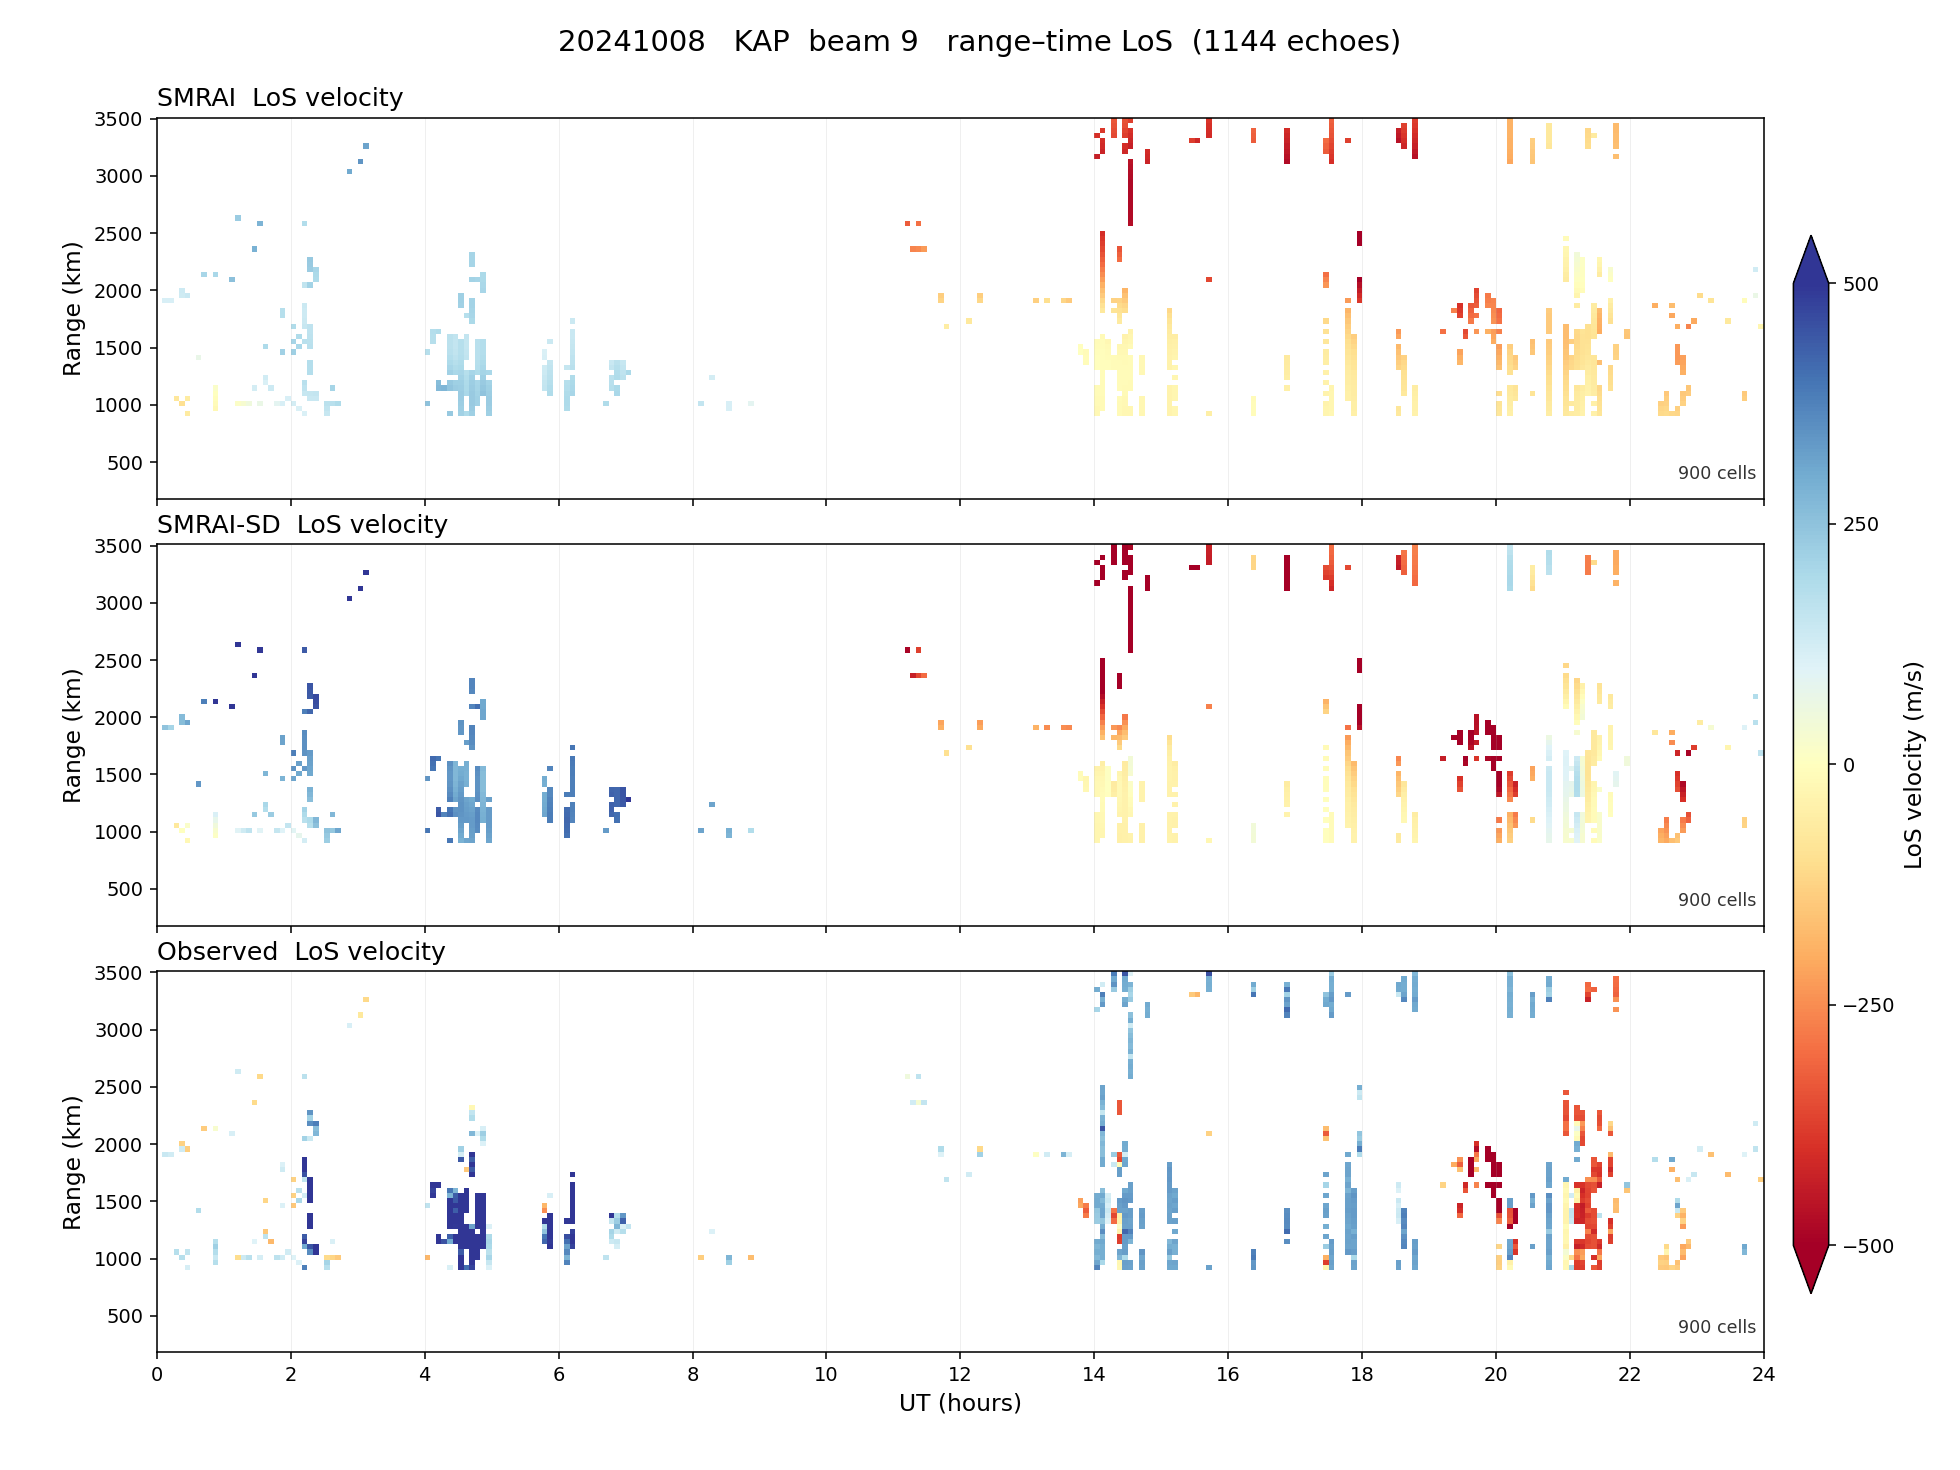 20241008   KAP  beam 9   range–time LoS  (1144 echoes)
SMRAI  LoS velocity
3500
3000
2500
2000
1500
1000
500
Range (km)
900 cells
SMRAI-SD  LoS velocity
3500
3000
2500
2000
1500
1000
500
Range (km)
900 cells
Observed  LoS velocity
3500
3000
2500
2000
1500
1000
500
Range (km)
900 cells
0 2 4 6 8 10 12 14 16 18 20 22 24
UT (hours)
500
250
0
−250
−500
LoS velocity (m/s)